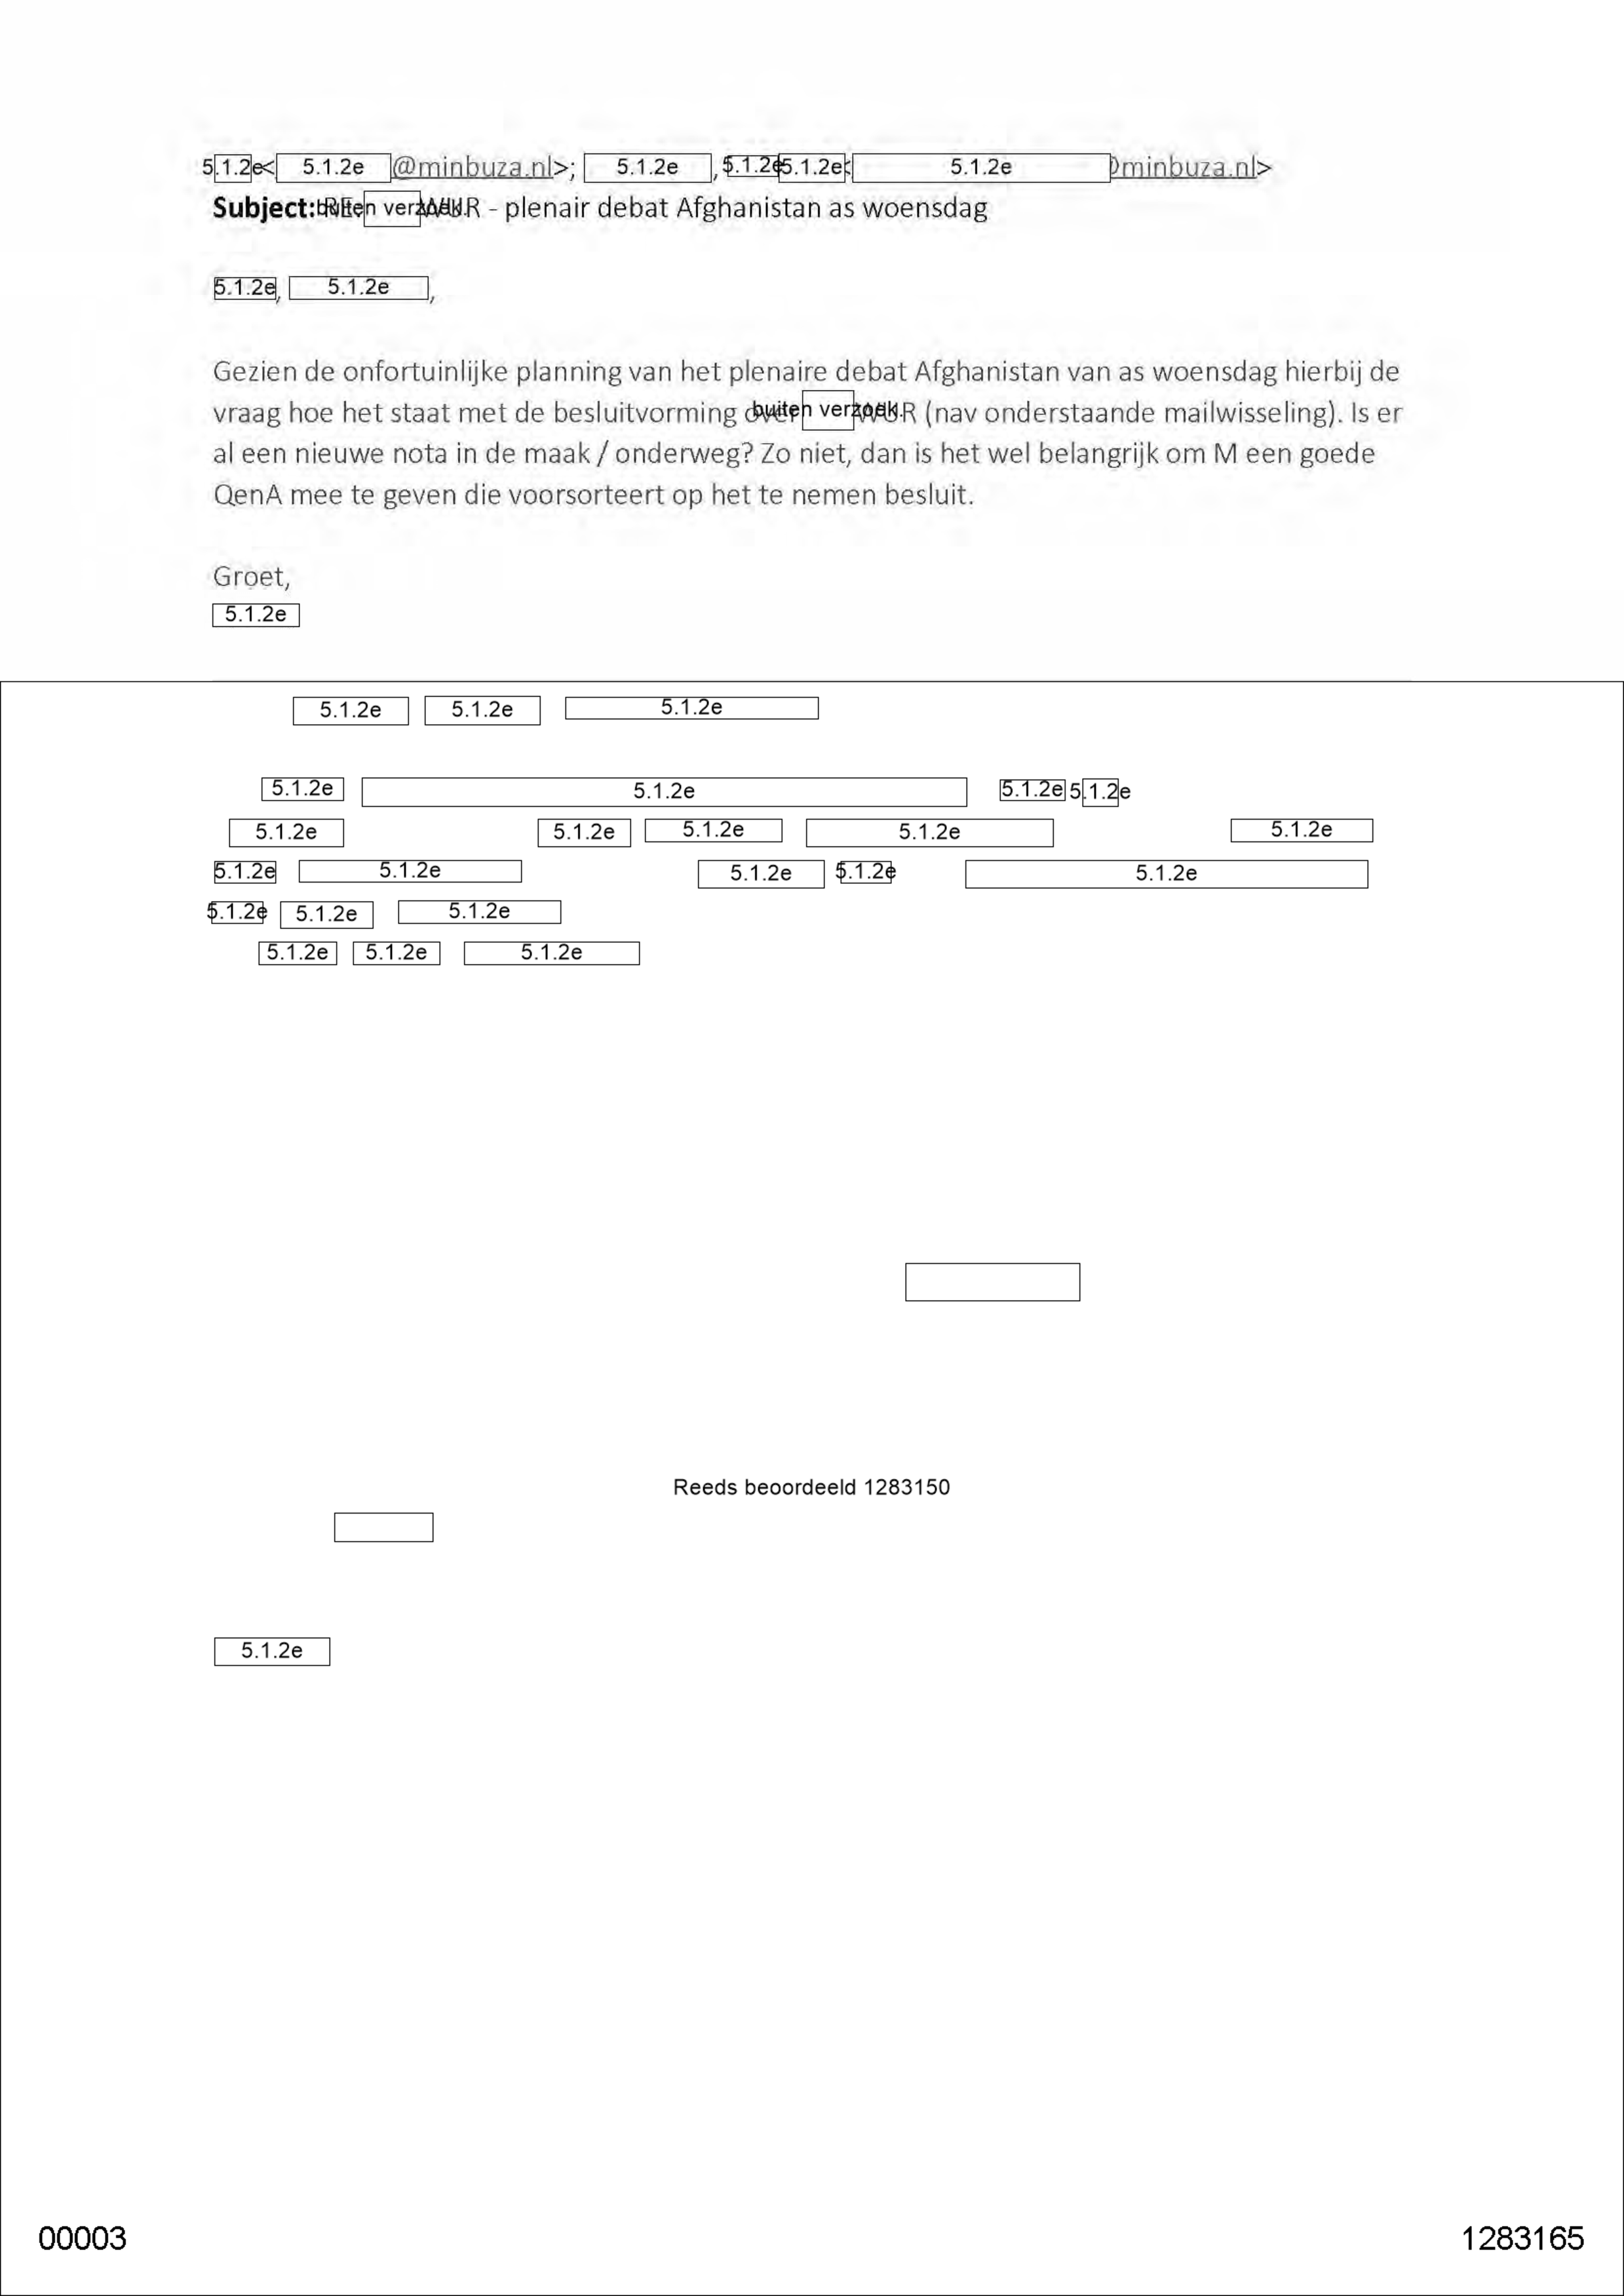 5.1.2e< 5.1.2e @minbuza.nl>; 5.1.2e , 5.1.2e 5.1.2e< 5.1.2e @minbuza.nl>
Subject: RE: buiten verzoek. WUR - plenair debat Afghanistan as woensdag
5.1.2e, 5.1.2e ,
Gezien de onfortuinlijke planning van het plenaire debat Afghanistan van as woensdag hierbij de
vraag hoe het staat met de besluitvorming over buiten verzoek. WUR (nav onderstaande mailwisseling). Is er
al een nieuwe nota in de maak / onderweg? Zo niet, dan is het wel belangrijk om M een goede
QenA mee te geven die voorsorteert op het te nemen besluit.
Groet,
5.1.2e
5.1.2e 5.1.2e 5.1.2e
5.1.2e 5.1.2e 5.1.2e 5.1.2e
5.1.2e 5.1.2e 5.1.2e 5.1.2e 5.1.2e
5.1.2e 5.1.2e 5.1.2e 5.1.2e 5.1.2e
5.1.2e 5.1.2e 5.1.2e
5.1.2e 5.1.2e 5.1.2e
Reeds beoordeeld 1283150
5.1.2e
00003 1283165